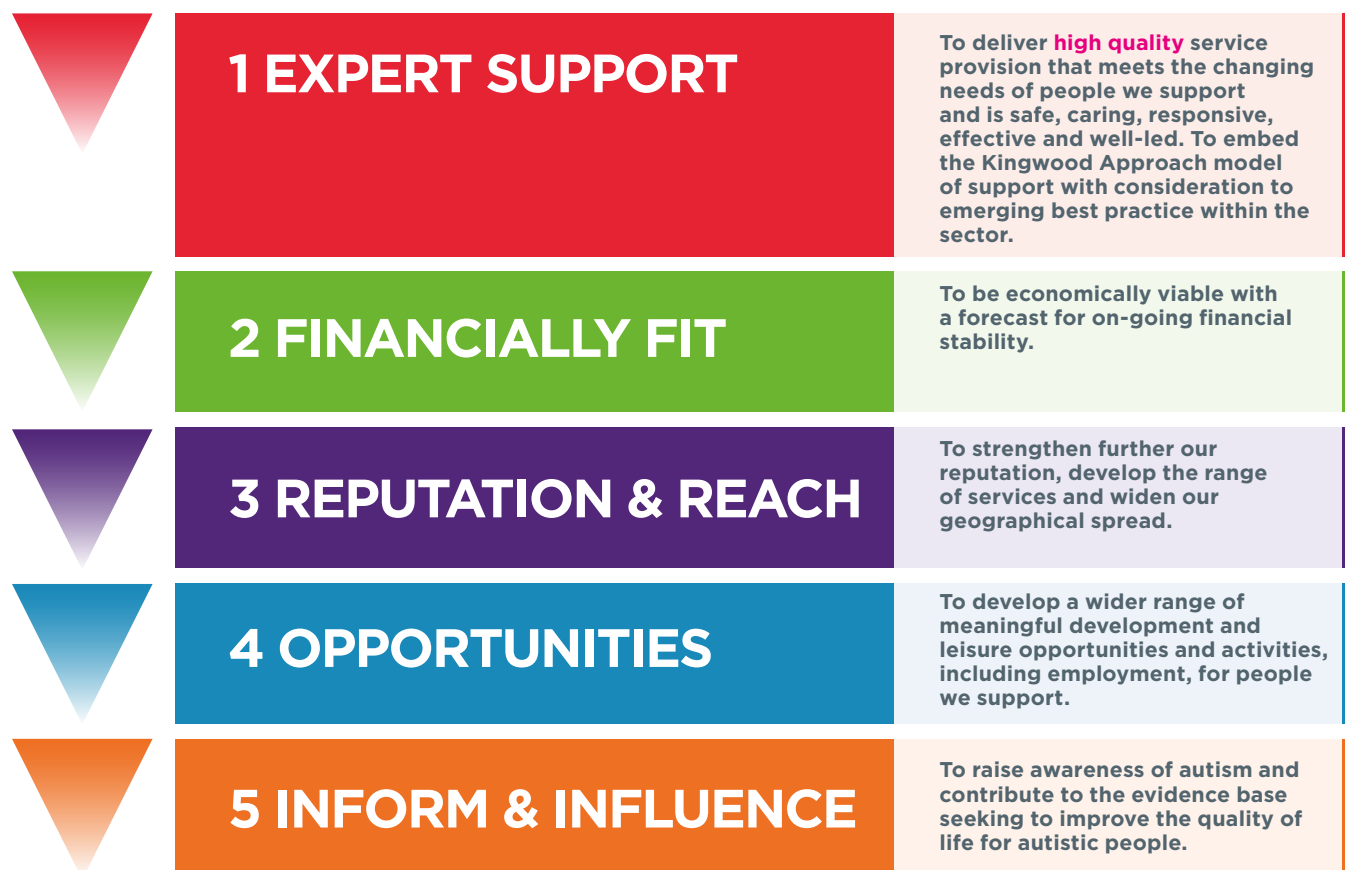 1 EXPERT SUPPORT
To deliver high quality service
provision that meets the changing
needs of people we support
and is safe, caring, responsive,
effective and well-led. To embed
the Kingwood Approach model
of support with consideration to
emerging best practice within the
sector.
2 FINANCIALLY FIT
To be economically viable with
a forecast for on-going financial
stability.
3 REPUTATION & REACH
To strengthen further our
reputation, develop the range
of services and widen our
geographical spread.
4 OPPORTUNITIES
To develop a wider range of
meaningful development and
leisure opportunities and activities,
including employment, for people
we support.
5 INFORM & INFLUENCE
To raise awareness of autism and
contribute to the evidence base
seeking to improve the quality of
life for autistic people.